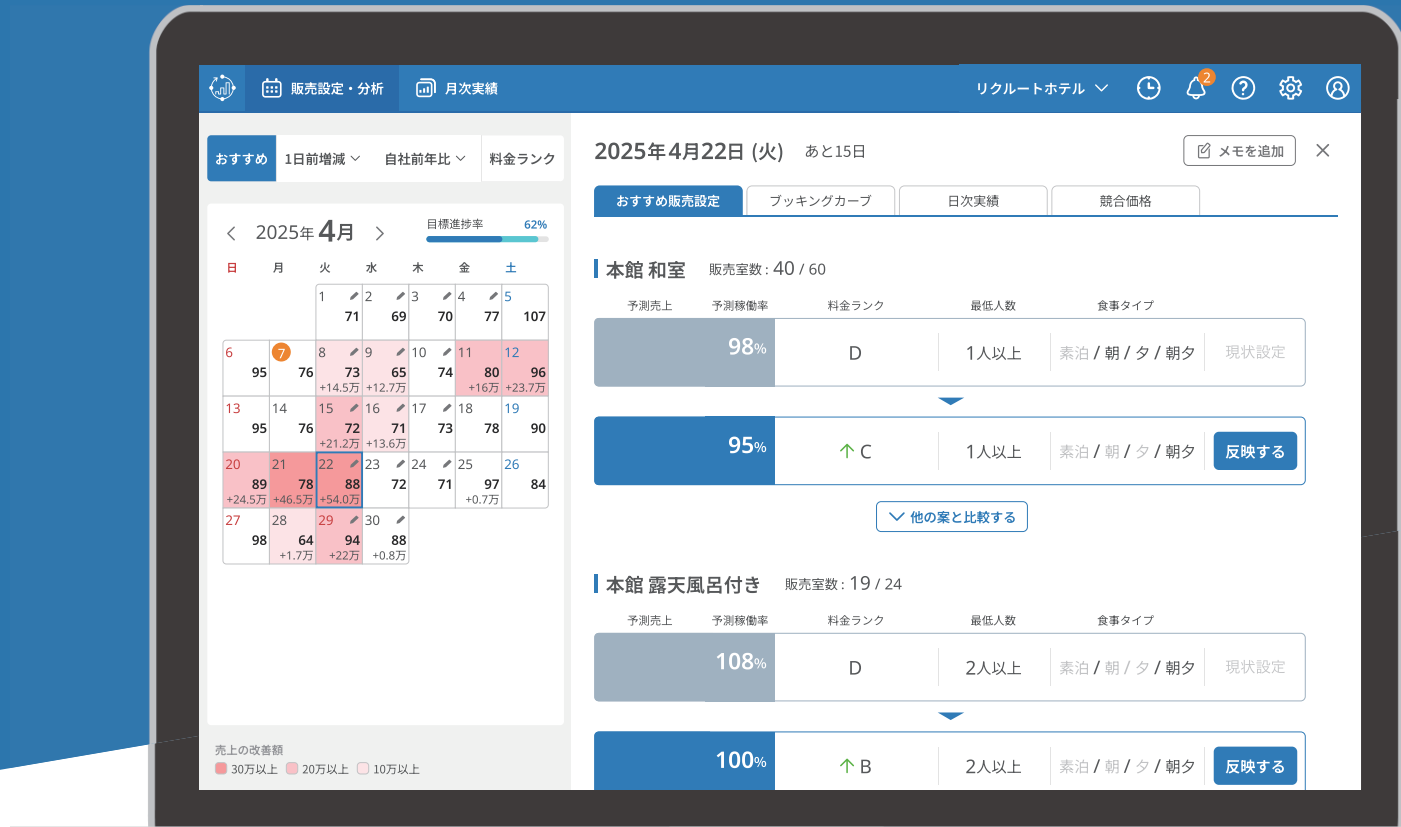 販売設定・分析 月次実績 リクルートホテル 2
おすすめ 1日前増減 自社前年比 料金ランク
2025年 4月 目標進捗率 62%
日 月 火 水 木 金 土
1 2 3 4 5
71 69 70 77 107
6 7 8 9 10 11 12
95 76 73 65 74 80 96
+14.5万 +12.7万 +16万 +23.7万
13 14 15 16 17 18 19
95 76 72 71 73 78 90
+21.2万 +13.6万
20 21 22 23 24 25 26
89 78 88 72 71 97 84
+24.5万 +46.5万 +54.0万 +0.7万
27 28 29 30
98 64 94 88
+1.7万 +22万 +0.8万
売上の改善額
30万以上 20万以上 10万以上
2025年4月22日 (火) あと15日 メモを追加
おすすめ販売設定 ブッキングカーブ 日次実績 競合価格
本館 和室 販売室数 : 40 / 60
予測売上 予測稼働率 料金ランク 最低人数 食事タイプ
98% D 1人以上 素泊 / 朝 / 夕 / 朝夕 現状設定
95% ↑ C 1人以上 素泊 / 朝 / 夕 / 朝夕 反映する
他の案と比較する
本館 露天風呂付き 販売室数 : 19 / 24
予測売上 予測稼働率 料金ランク 最低人数 食事タイプ
108% D 2人以上 素泊 / 朝 / 夕 / 朝夕 現状設定
100% ↑ B 2人以上 素泊 / 朝 / 夕 / 朝夕 反映する